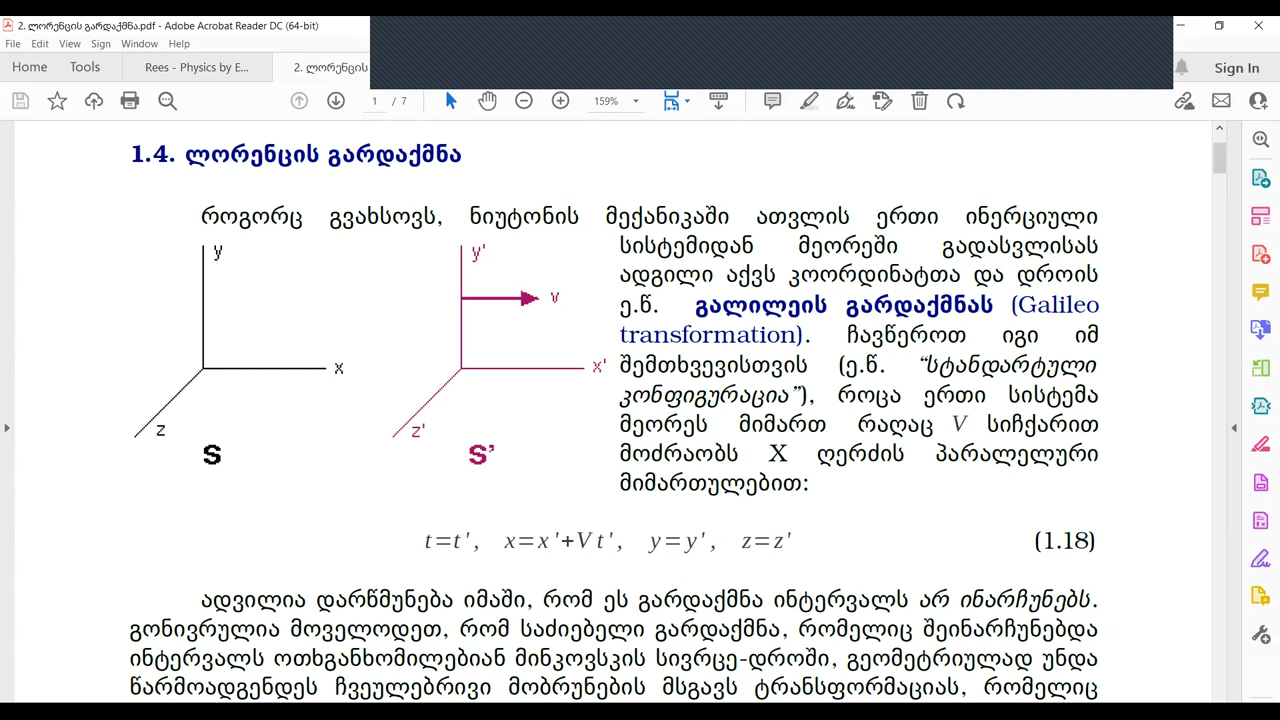 2. ლორენცის გარდაქმნა.pdf - Adobe Acrobat Reader DC (64-bit)
File Edit View Sign Window Help
Home Tools Rees - Physics by E... 2. ლორენცის Sign In
1 / 7 159%
1.4. ლორენცის გარდაქმნა
როგორც გვახსოვს, ნიუტონის მექანიკაში ათვლის ერთი ინერციული
სისტემიდან მეორეში გადასვლისას
ადგილი აქვს კოორდინატთა და დროის
ე.წ. გალილეის გარდაქმნას (Galileo
transformation). ჩავწეროთ იგი იმ
შემთხვევისთვის (ე.წ. “სტანდარტული
კონფიგურაცია”), როცა ერთი სისტემა
მეორეს მიმართ რაღაც V სიჩქარით
მოძრაობს X ღერძის პარალელური
მიმართულებით:
y x z S
y' v x' z' S’
t=t', x=x'+Vt', y=y', z=z' (1.18)
ადვილია დარწმუნება იმაში, რომ ეს გარდაქმნა ინტერვალს არ ინარჩუნებს.
გონივრულია მოველოდეთ, რომ საძიებელი გარდაქმნა, რომელიც შეინარჩუნებდა
ინტერვალს ოთხგანხომილებიან მინკოვსკის სივრცე-დროში, გეომეტრიულად უნდა
წარმოადგენდეს ჩვეულებრივი მობრუნების მსგავს ტრანსფორმაციას, რომელიც